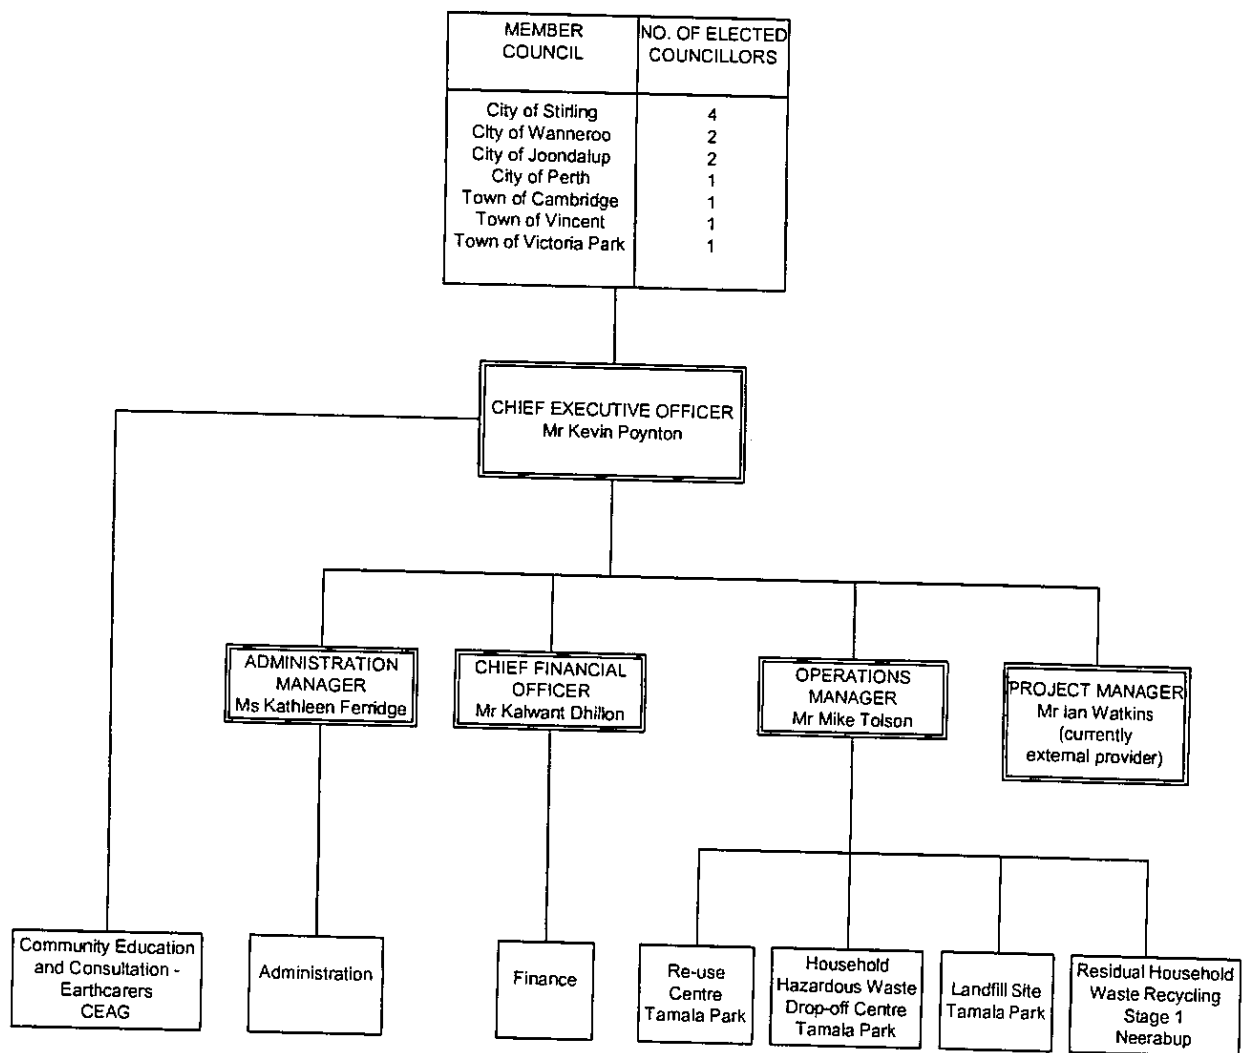 MEMBER
COUNCIL
NO. OF ELECTED
COUNCILLORS
City of Stirling 4
City of Wanneroo 2
City of Joondalup 2
City of Perth 1
Town of Cambridge 1
Town of Vincent 1
Town of Victoria Park 1
CHIEF EXECUTIVE OFFICER
Mr Kevin Poynton
ADMINISTRATION
MANAGER
Ms Kathleen Ferridge
CHIEF FINANCIAL
OFFICER
Mr Kalwant Dhillon
OPERATIONS
MANAGER
Mr Mike Tolson
PROJECT MANAGER
Mr Ian Watkins
(currently
external provider)
Community Education
and Consultation -
Earthcarers
CEAG
Administration
Finance
Re-use
Centre
Tamala Park
Household
Hazardous Waste
Drop-off Centre
Tamala Park
Landfill Site
Tamala Park
Residual Household
Waste Recycling
Stage 1
Neerabup